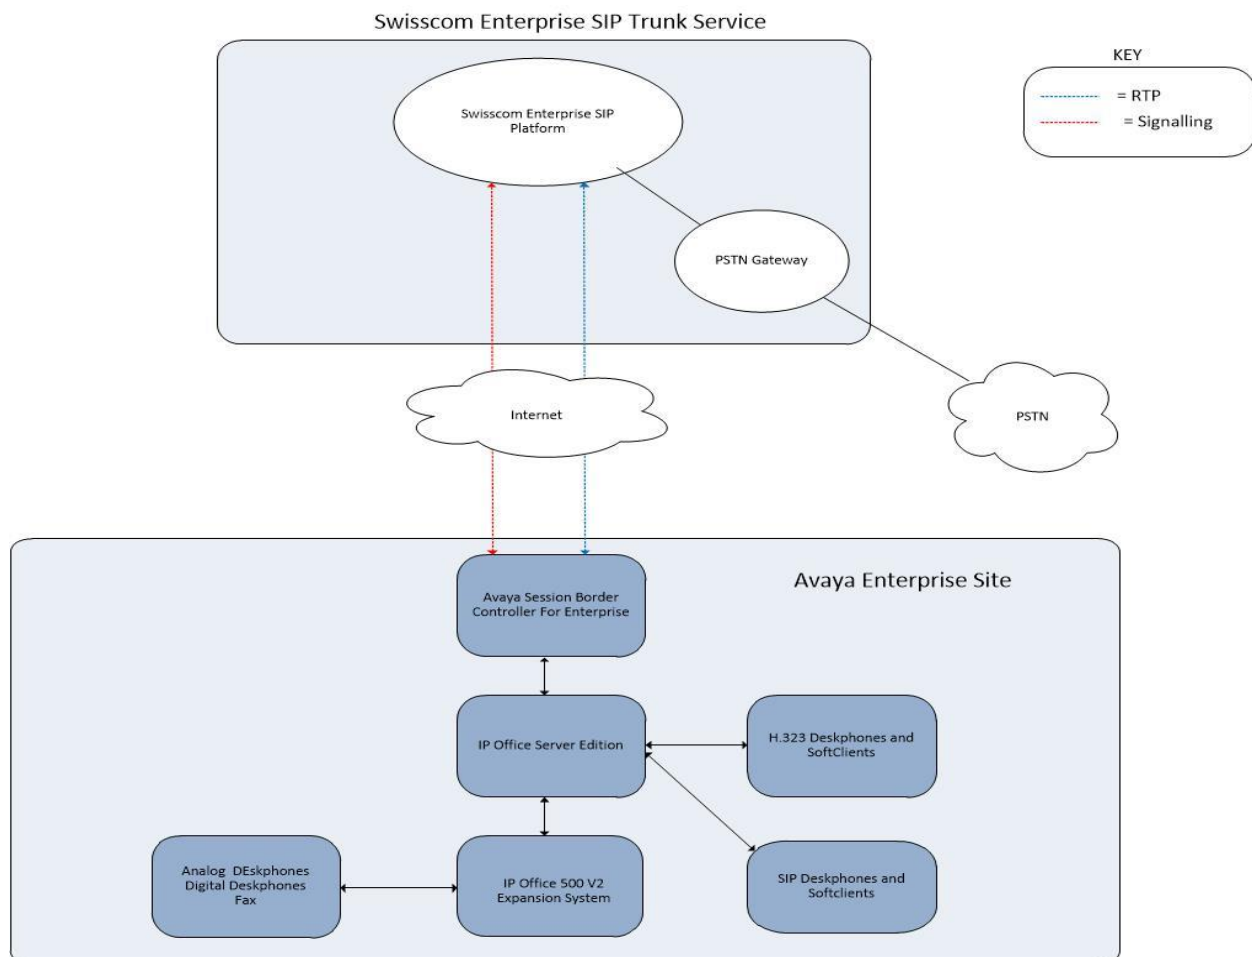 Swisscom Enterprise SIP Trunk Service
KEY
= RTP
= Signalling
Swisscom Enterprise SIP
Platform
PSTN Gateway
Internet
PSTN
Avaya Enterprise Site
Avaya Session Border
Controller For Enterprise
IP Office Server Edition
H.323 Deskphones and
SoftClients
Analog DEskphones
Digital Deskphones
Fax
IP Office 500 V2
Expansion System
SIP Deskphones and
Softclients